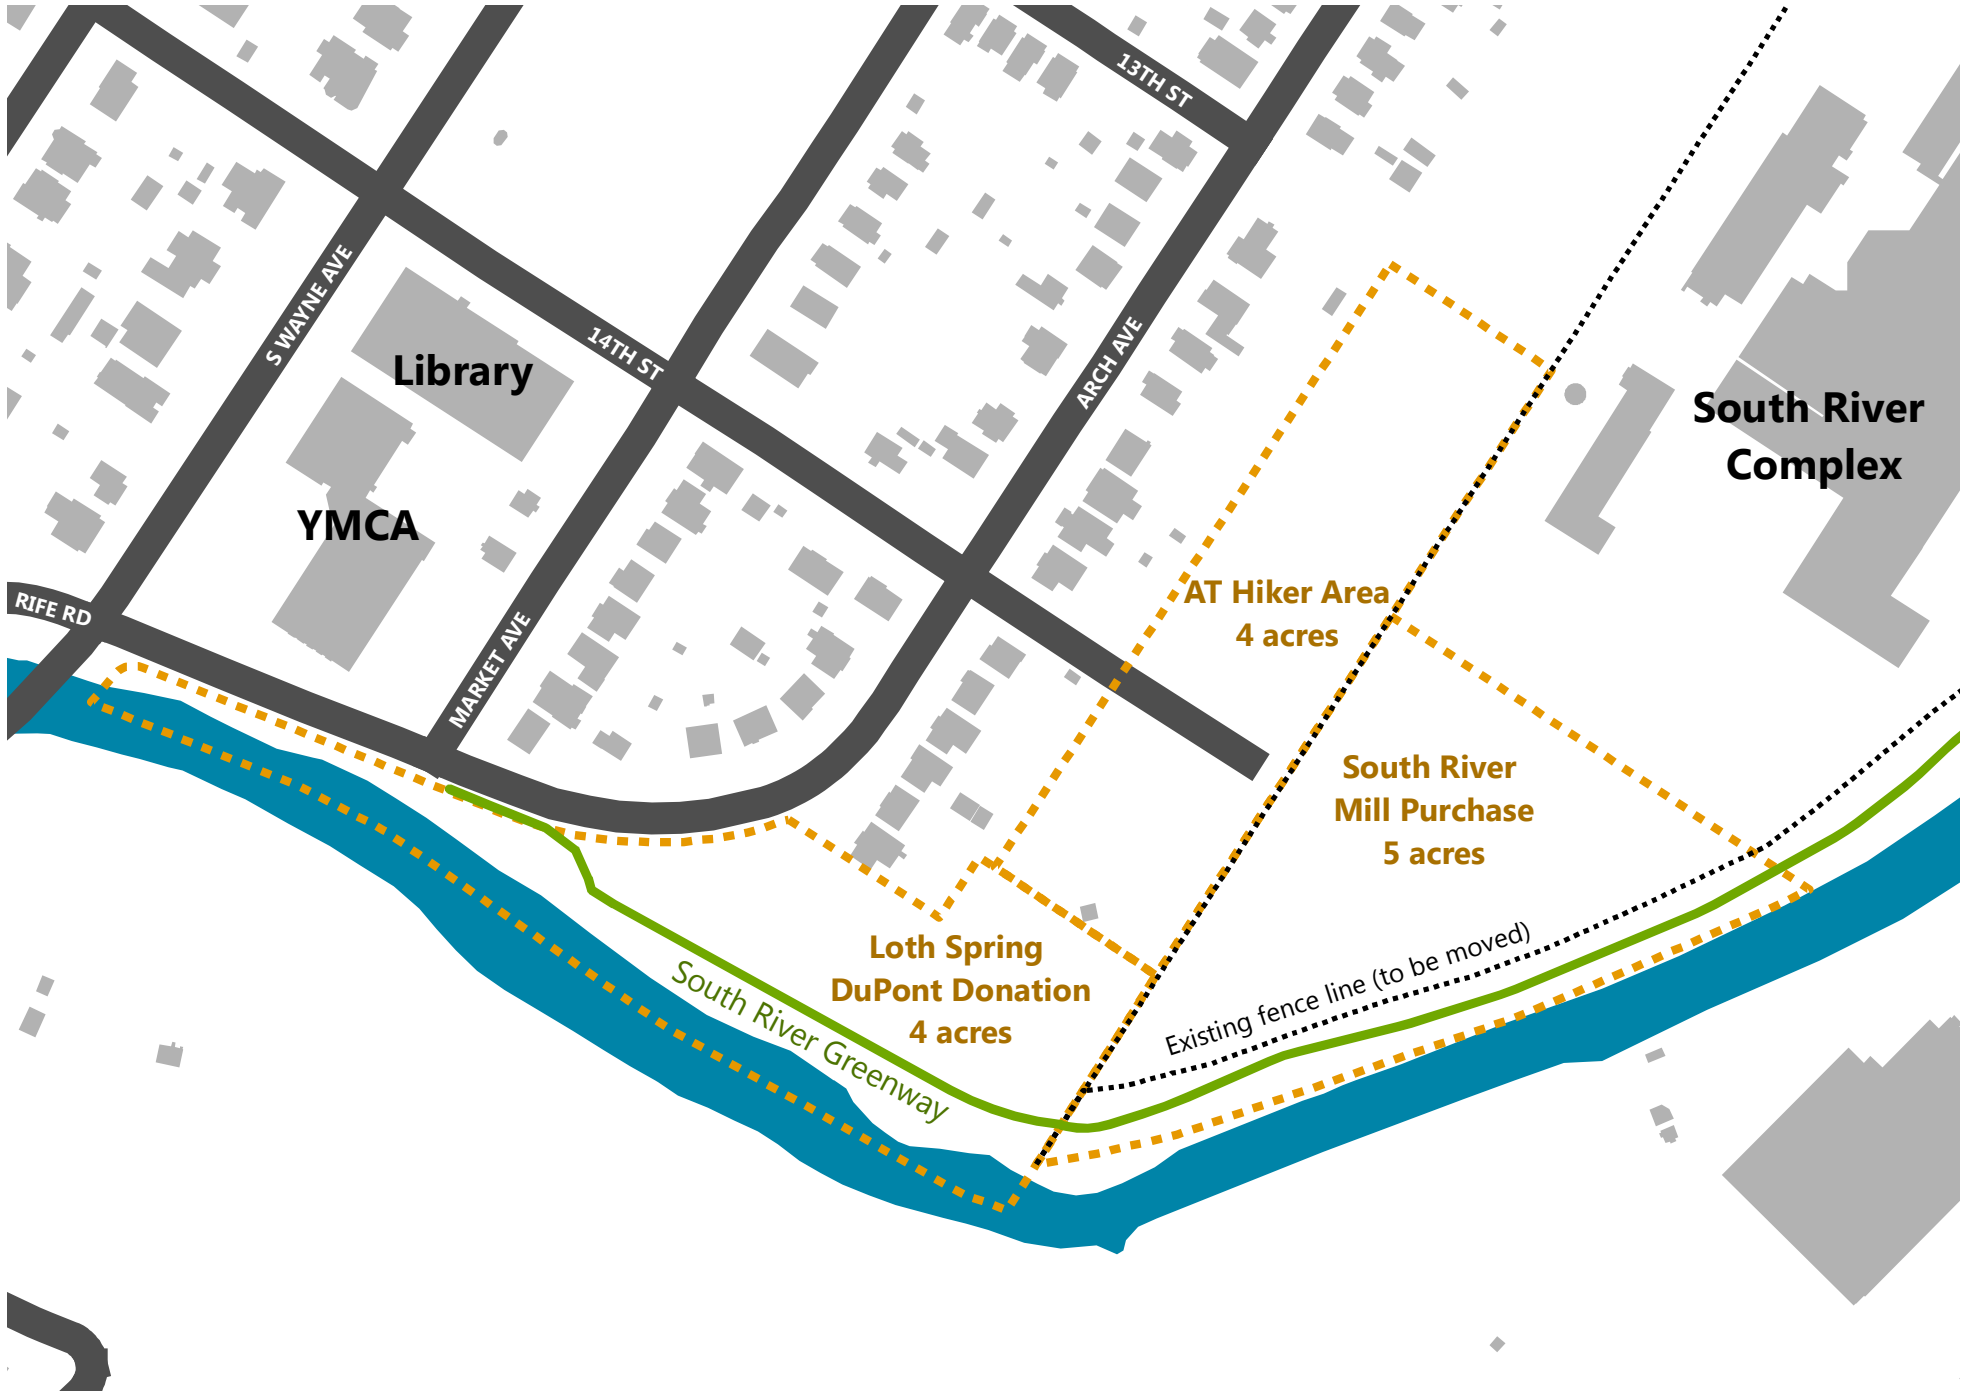 13TH ST
S WAYNE AVE
14TH ST
ARCH AVE
Library
YMCA
South River
Complex
RIFE RD
MARKET AVE
AT Hiker Area
4 acres
South River
Mill Purchase
5 acres
Loth Spring
DuPont Donation
4 acres
Existing fence line (to be moved)
South River Greenway